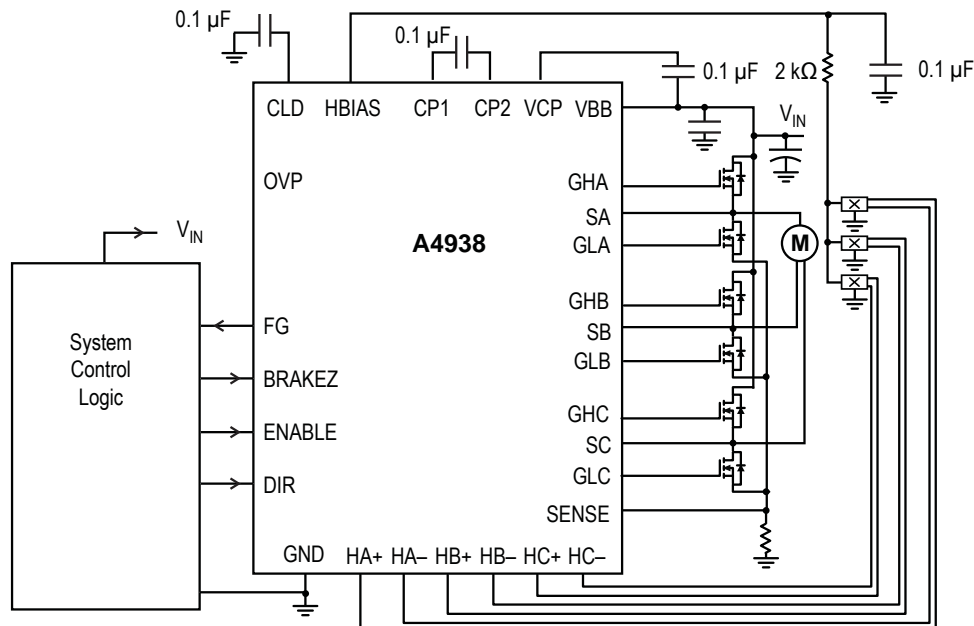 0.1 µF
0.1 µF
0.1 µF
2 kΩ
0.1 µF
CLD
HBIAS
CP1
CP2
VCP
VBB
VIN
OVP
GHA
SA
A4938
GLA
M
VIN
GHB
FG
SB
System
Control
Logic
GLB
BRAKEZ
GHC
ENABLE
SC
GLC
DIR
SENSE
GND
HA+
HA–
HB+
HB–
HC+
HC–